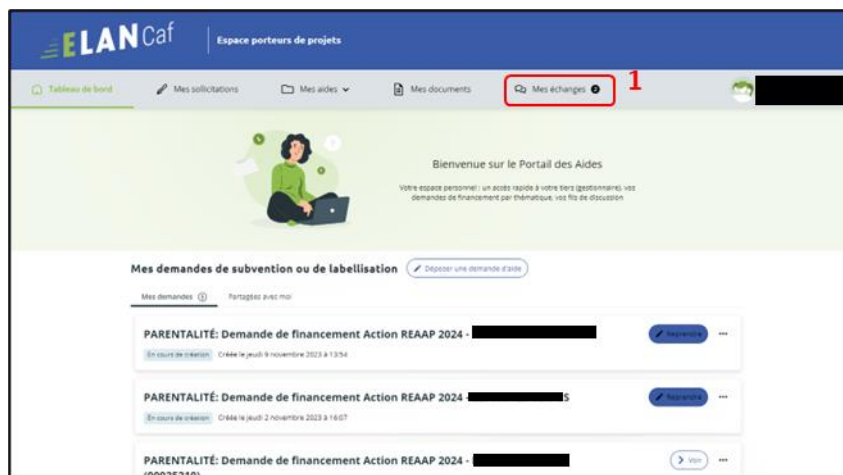 ELAN Caf
Espace porteurs de projets
Tableau de bord
Mes sollicitations
Mes aides
Mes documents
Mes échanges
1
Bienvenue sur le Portail des Aides
Votre espace personnel : un accès rapide à votre tiers (gestionnaire), vos
demandes de financement par thématique, vos fils de discussion
Mes demandes de subvention ou de labellisation
Déposer une demande d'aide
Mes demandes
Partagées avec moi
PARENTALITÉ: Demande de financement Action REAAP 2024 -
Reprendre
...
En cours de création
Créée le jeudi 9 novembre 2023 à 13:54
PARENTALITÉ: Demande de financement Action REAAP 2024 - S
Reprendre
...
En cours de création
Créée le jeudi 2 novembre 2023 à 16:07
PARENTALITÉ: Demande de financement Action REAAP 2024 -
Voir
...